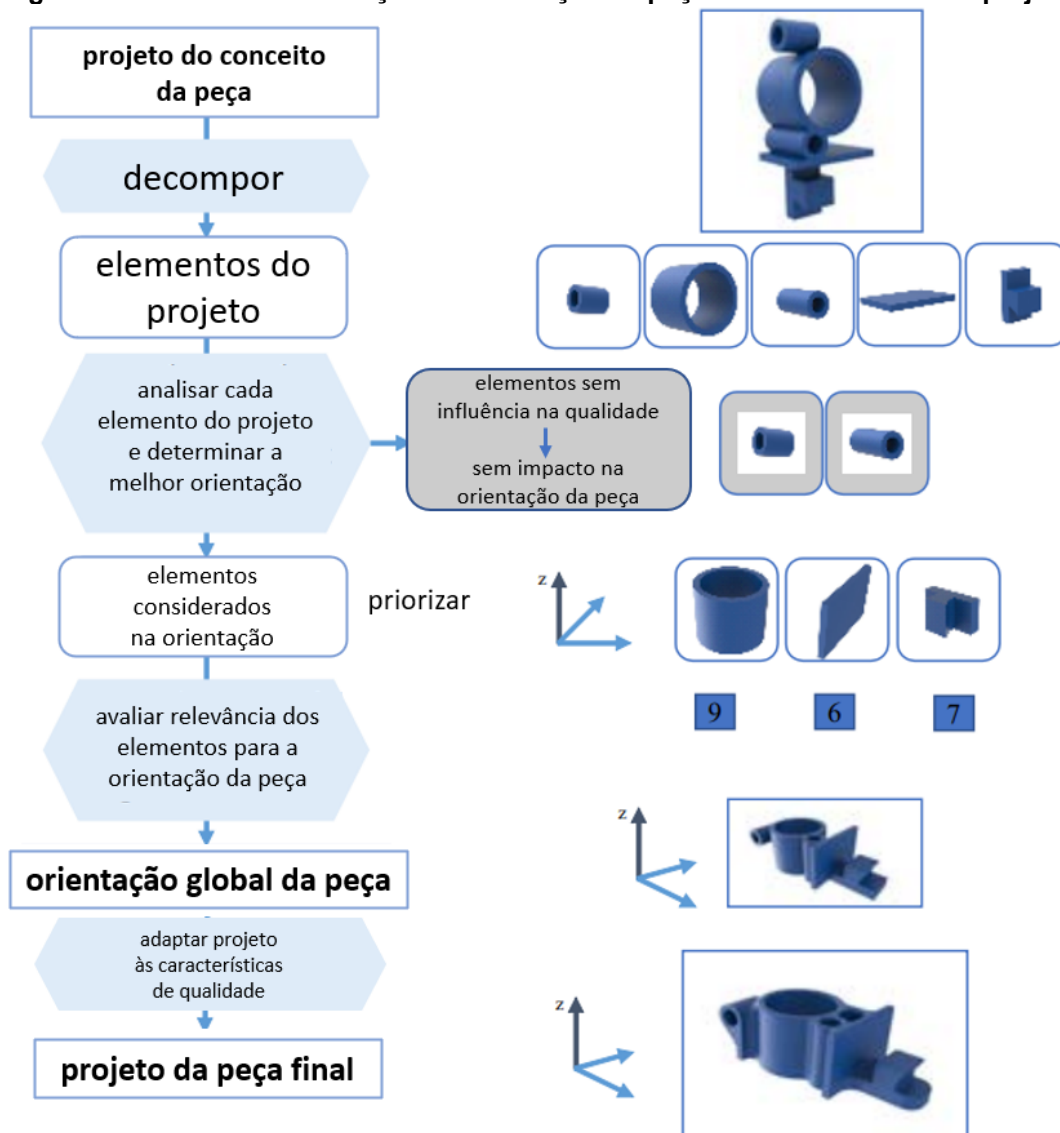 projeto do conceito
da peça
decompor
elementos do
projeto
analisar cada
elemento do projeto
e determinar a
melhor orientação
elementos sem
influência na qualidade
sem impacto na
orientação da peça
elementos
considerados
na orientação
priorizar
z
9
6
7
avaliar relevância dos
elementos para a
orientação da peça
z
orientação global da peça
adaptar projeto
às características
de qualidade
z
projeto da peça final